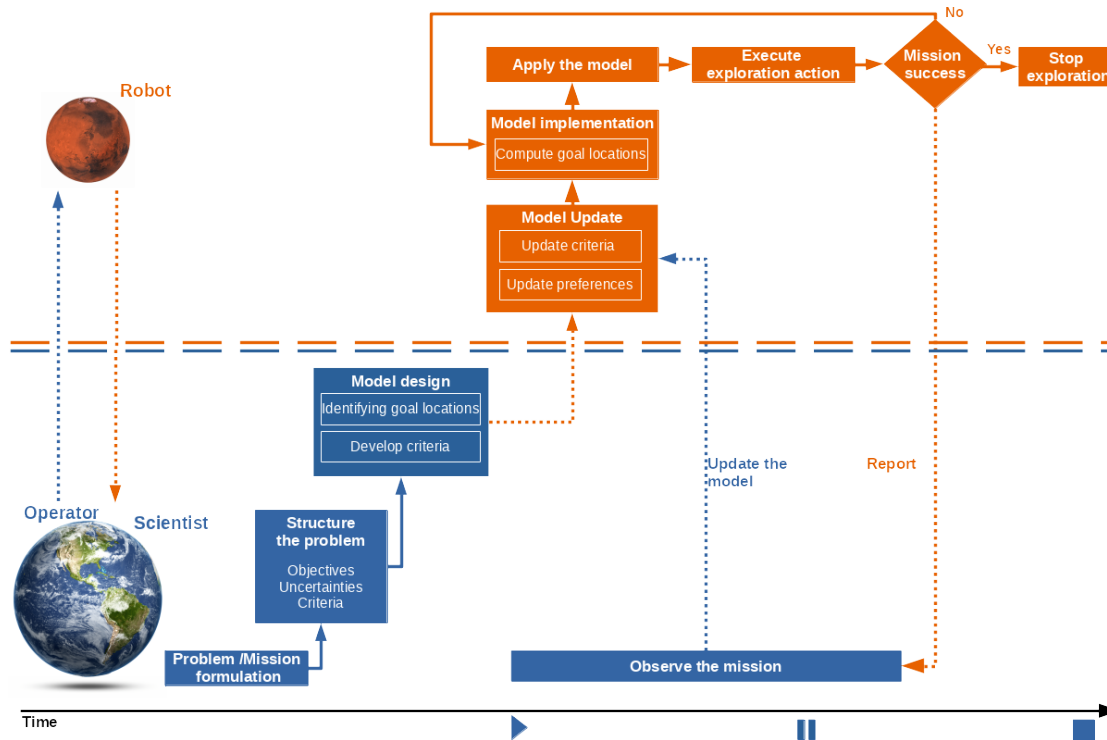 No
Yes
Apply the model
Execute
exploration action
Mission
success
Stop
exploration
Robot
Model implementation
Compute goal locations
Model Update
Update criteria
Update preferences
Model design
Identifying goal locations
Develop criteria
Update the
model
Report
Operator
Scientist
Structure
the problem
Objectives
Uncertainties
Criteria
Problem /Mission
formulation
Observe the mission
Time